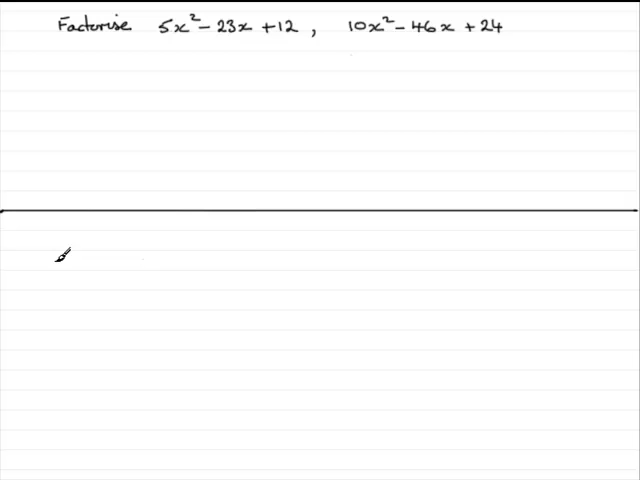 Factorise 5x² - 23x + 12 , 10x² - 46x + 24